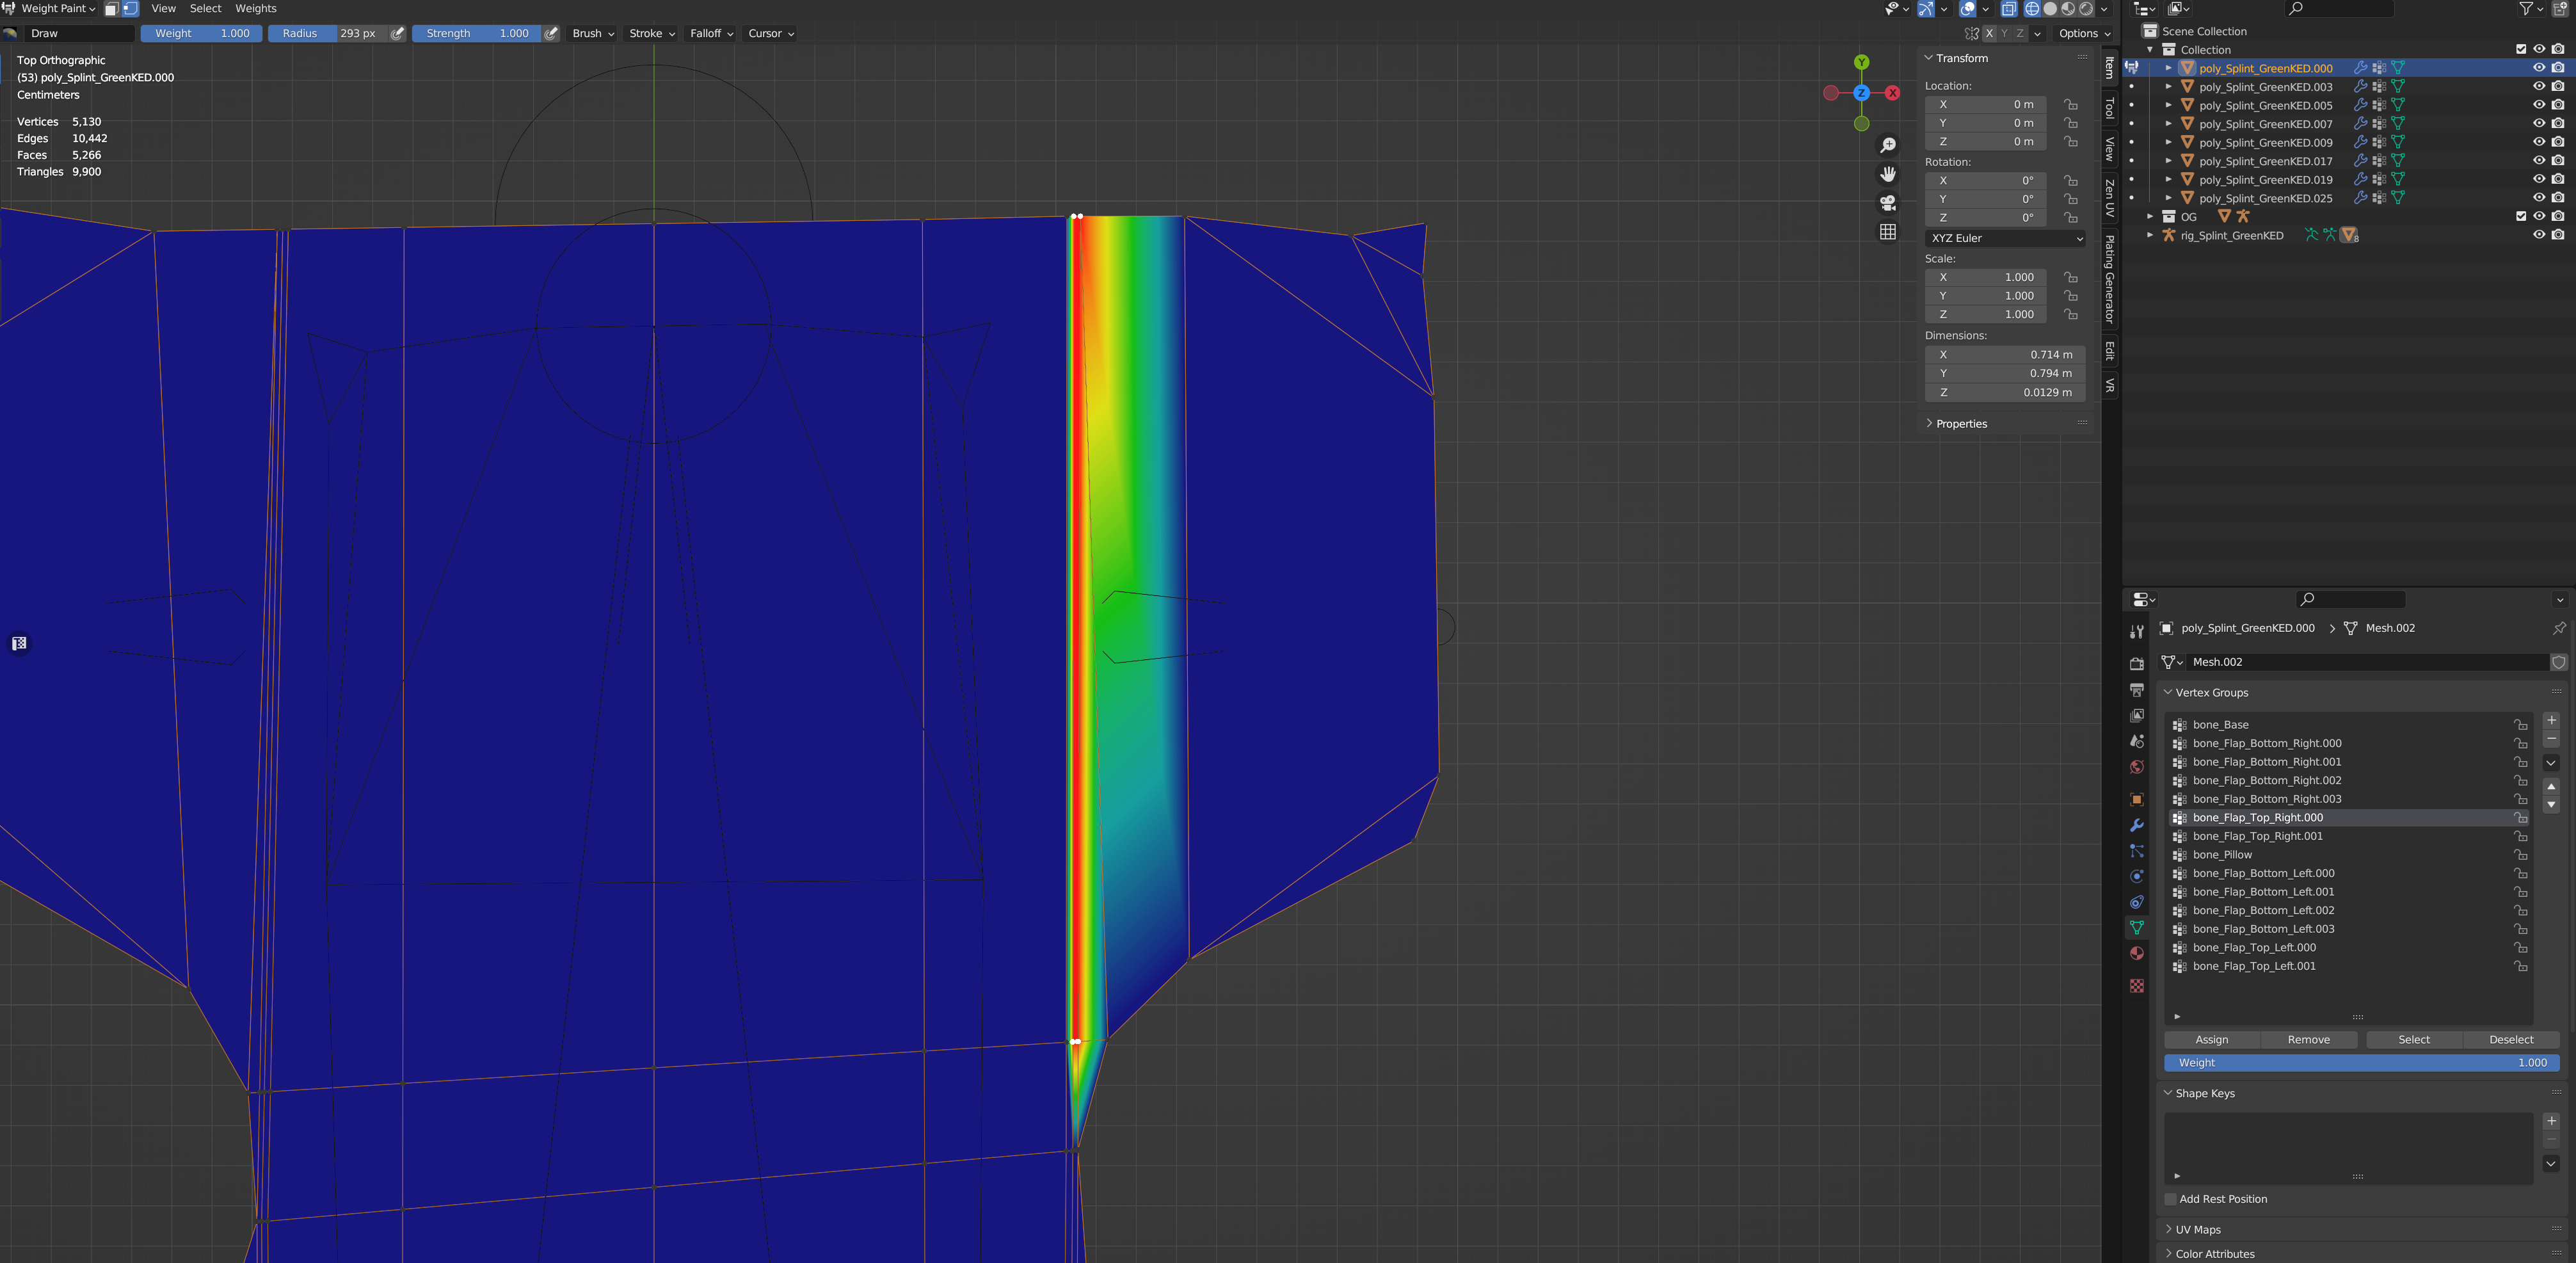 Weight Paint View Select Weights
Draw Weight 1.000 Radius 293 px Strength 1.000 Brush Stroke Falloff Cursor X Y Z Options
Top Orthographic
(53) poly_Splint_GreenKED.000
Centimeters
Vertices 5,130
Edges 10,442
Faces 5,266
Triangles 9,900
Y
Z X
Transform
Location:
X 0 m
Y 0 m
Z 0 m
Rotation:
X 0°
Y 0°
Z 0°
XYZ Euler
Scale:
X 1.000
Y 1.000
Z 1.000
Dimensions:
X 0.714 m
Y 0.794 m
Z 0.0129 m
Properties
Item
Tool
View
Zen UV
Plating Generator
Edit
VR
Scene Collection
Collection
poly_Splint_GreenKED.000
poly_Splint_GreenKED.003
poly_Splint_GreenKED.005
poly_Splint_GreenKED.007
poly_Splint_GreenKED.009
poly_Splint_GreenKED.017
poly_Splint_GreenKED.019
poly_Splint_GreenKED.025
OG
rig_Splint_GreenKED 8
poly_Splint_GreenKED.000 Mesh.002
Mesh.002
Vertex Groups
bone_Base
bone_Flap_Bottom_Right.000
bone_Flap_Bottom_Right.001
bone_Flap_Bottom_Right.002
bone_Flap_Bottom_Right.003
bone_Flap_Top_Right.000
bone_Flap_Top_Right.001
bone_Pillow
bone_Flap_Bottom_Left.000
bone_Flap_Bottom_Left.001
bone_Flap_Bottom_Left.002
bone_Flap_Bottom_Left.003
bone_Flap_Top_Left.000
bone_Flap_Top_Left.001
Assign Remove Select Deselect
Weight 1.000
Shape Keys
Add Rest Position
UV Maps
Color Attributes